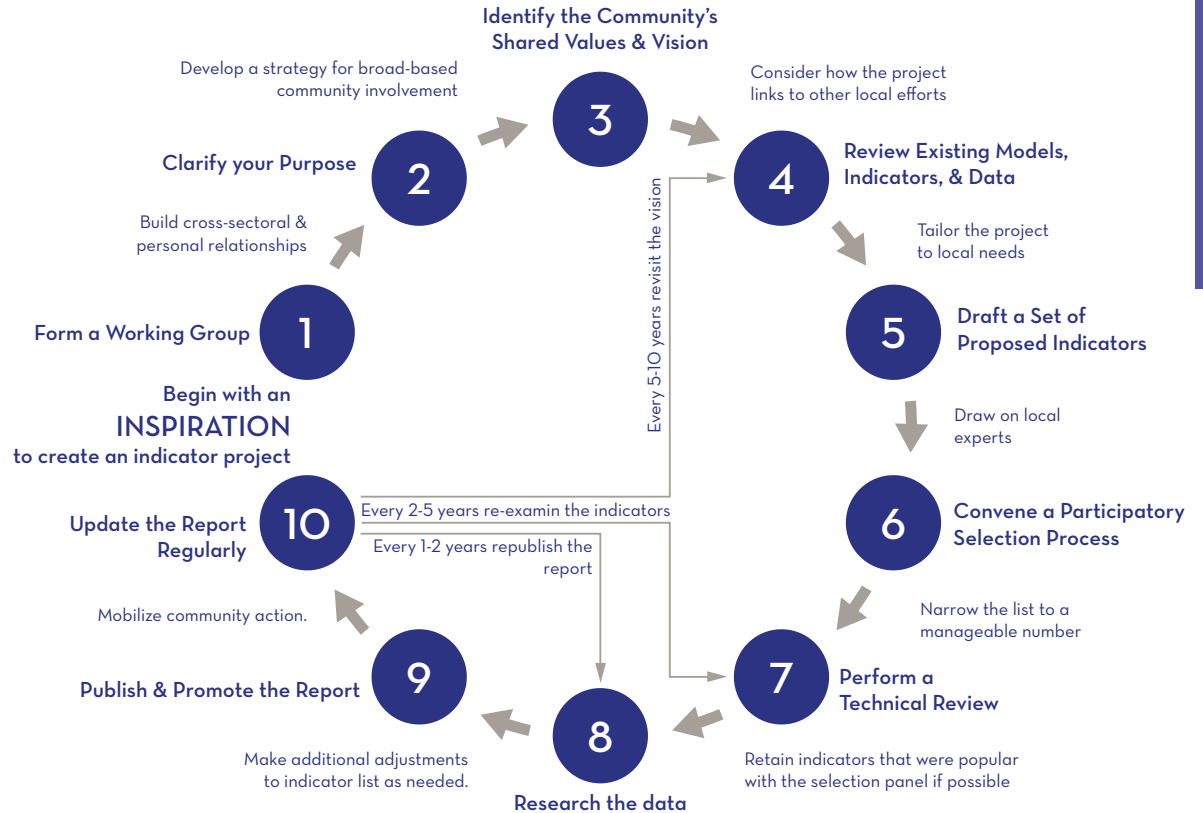 Identify the Community's
Shared Values & Vision
3
Develop a strategy for broad-based
community involvement
Consider how the project
links to other local efforts
Clarify your Purpose
2
4
Review Existing Models,
Indicators, & Data
Build cross-sectoral &
personal relationships
Every 5-10 years revisit the vision
Tailor the project
to local needs
Form a Working Group
1
5
Draft a Set of
Proposed Indicators
Begin with an
INSPIRATION
to create an indicator project
Draw on local
experts
Update the Report
Regularly
10
Every 2-5 years re-examin the indicators
Every 1-2 years republish the
report
6
Convene a Participatory
Selection Process
Mobilize community action.
Narrow the list to a
manageable number
Publish & Promote the Report
9
7
Perform a
Technical Review
8
Make additional adjustments
to indicator list as needed.
Retain indicators that were popular
with the selection panel if possible
Research the data